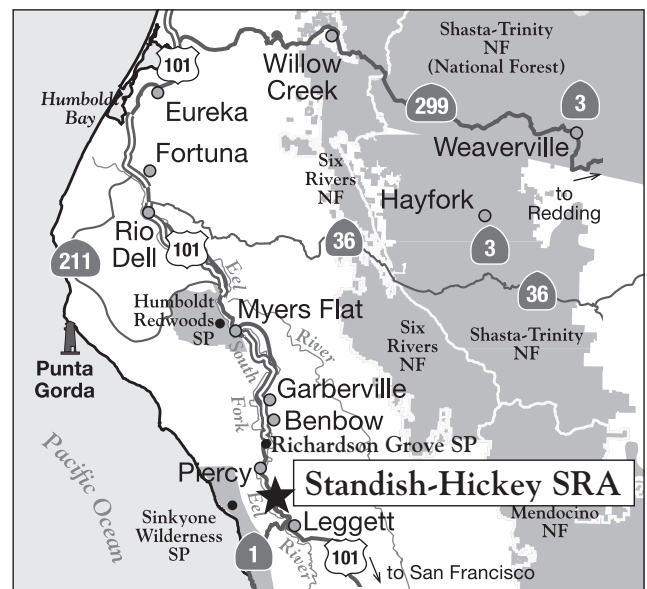 Shasta-Trinity
NF
(National Forest)
101
Willow
Creek
Humboldt
Bay
Eureka
299
3
Weaverville
Fortuna
Six
Rivers
NF
Hayfork
to
Redding
Rio
Dell
101
36
3
211
Eel
36
Humboldt
Redwoods
SP
Myers Flat
River
South
Fork
Six
Rivers
NF
Shasta-Trinity
NF
Punta
Gorda
Garberville
Benbow
Richardson Grove SP
Pacific Ocean
Piercy
Standish-Hickey SRA
Eel
River
Sinkyone
Wilderness
SP
Leggett
Mendocino
NF
1
101
to San Francisco